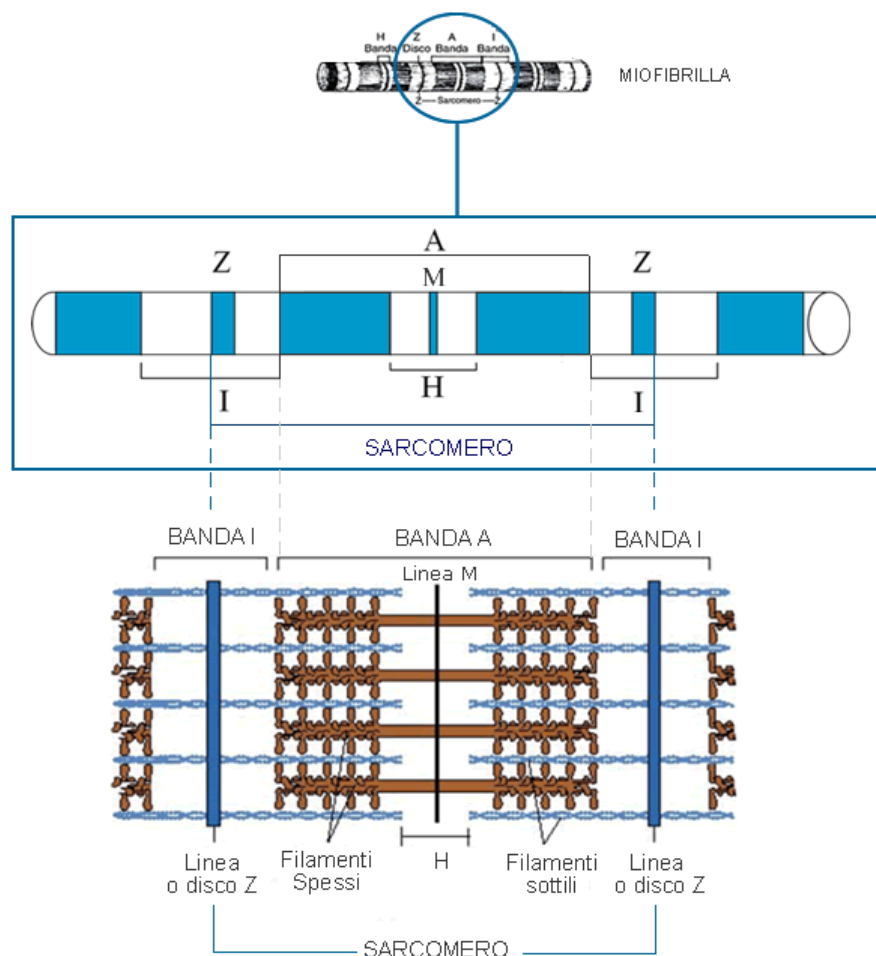 H Z A I
Banda Disco Banda Banda
MIOFIBRILLA
Z Sarcomero Z
A
Z M Z
I H I
SARCOMERO
BANDA I BANDA A BANDA I
Linea M
Linea Filamenti H Filamenti Linea
o disco Z Spessi sottili o disco Z
SARCOMERO